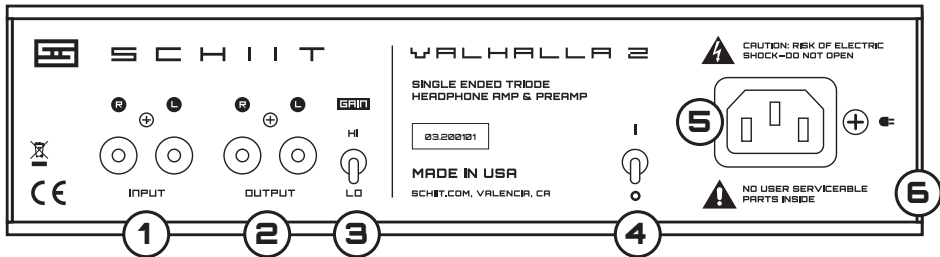 SCHIIT
VALHALLA 2
CAUTION: RISK OF ELECTRIC
SHOCK–DO NOT OPEN
SINGLE ENDED TRIODE
HEADPHONE AMP & PREAMP
R L R L GAIN
HI
I
5
03.200101
MADE IN USA
CE
INPUT OUTPUT LO
SCHIIT.COM, VALENCIA, CA
NO USER SERVICEABLE
PARTS INSIDE
6
1 2 3 4